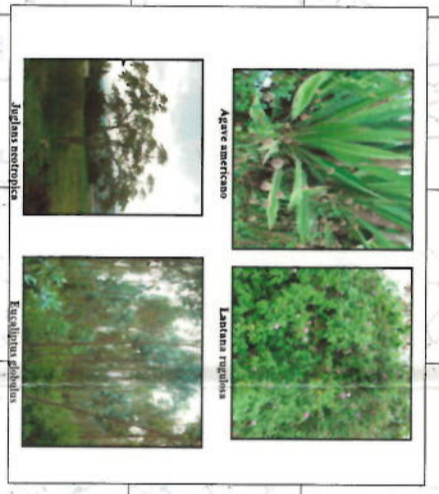 Agave americano
Lantana rugulosa
Juglans neotropica
Eucaliptus globulus